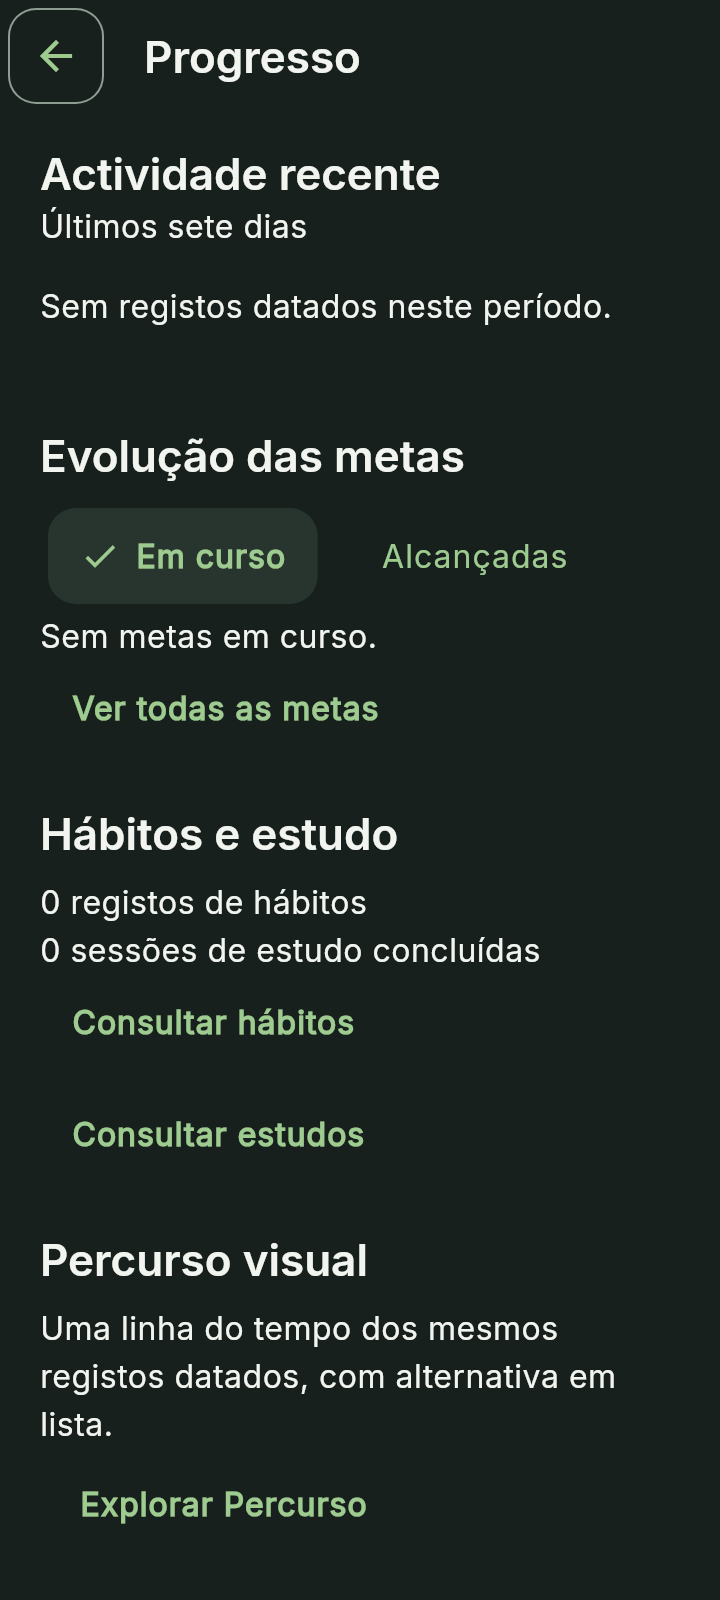 Progresso
Actividade recente
Últimos sete dias
Sem registos datados neste período.
Evolução das metas
Em curso
Alcançadas
Sem metas em curso.
Ver todas as metas
Hábitos e estudo
0 registos de hábitos
0 sessões de estudo concluídas
Consultar hábitos
Consultar estudos
Percurso visual
Uma linha do tempo dos mesmos
registos datados, com alternativa em
lista.
Explorar Percurso